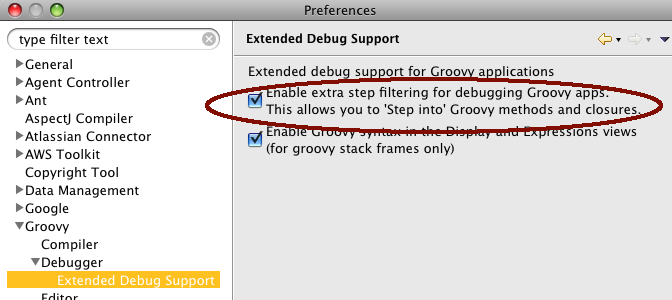 Preferences
type filter text
Extended Debug Support
General
Agent Controller
Ant
AspectJ Compiler
Atlassian Connector
AWS Toolkit
Copyright Tool
Data Management
Google
Groovy
Compiler
Debugger
Extended Debug Support
Editor
Extended debug support for Groovy applications
Enable extra step filtering for debugging Groovy apps.
This allows you to 'Step into' Groovy methods and closures.
Enable Groovy syntax in the Display and Expressions views
(for groovy stack frames only)